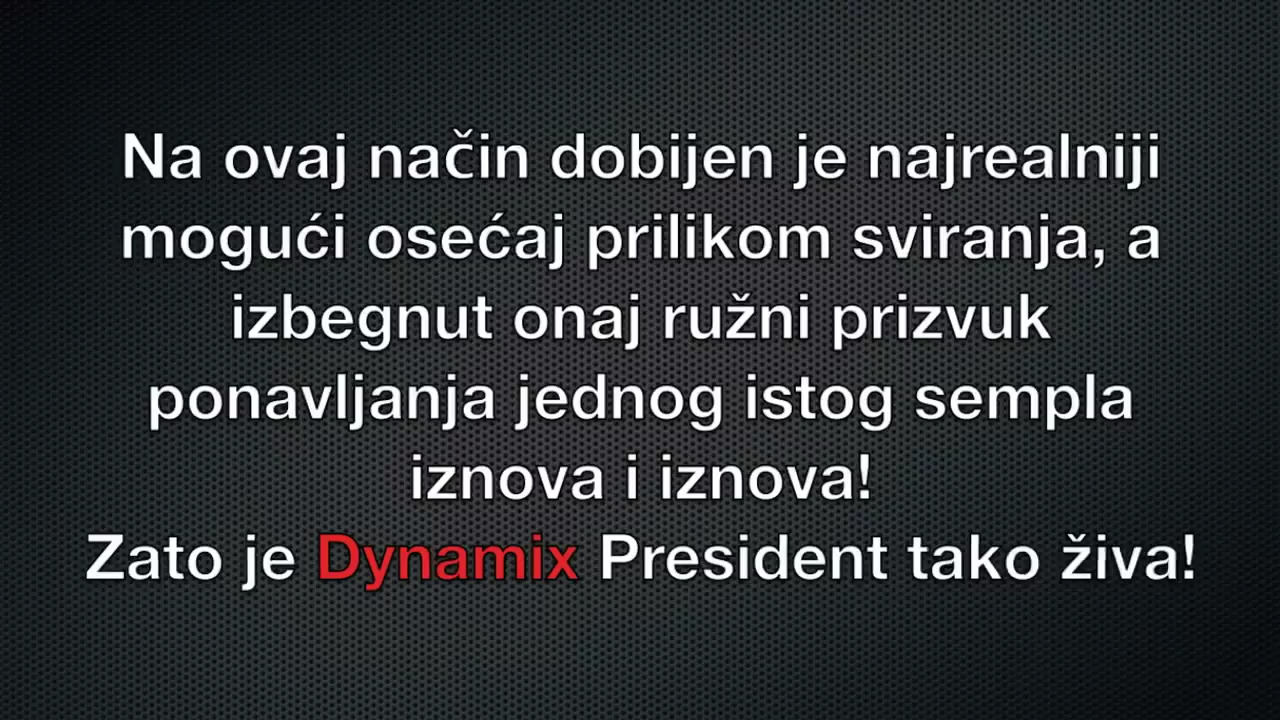 Na ovaj način dobijen je najrealniji
mogući osećaj prilikom sviranja, a
izbegnut onaj ružni prizvuk
ponavljanja jednog istog sempla
iznova i iznova!
Zato je Dynamix President tako živa!